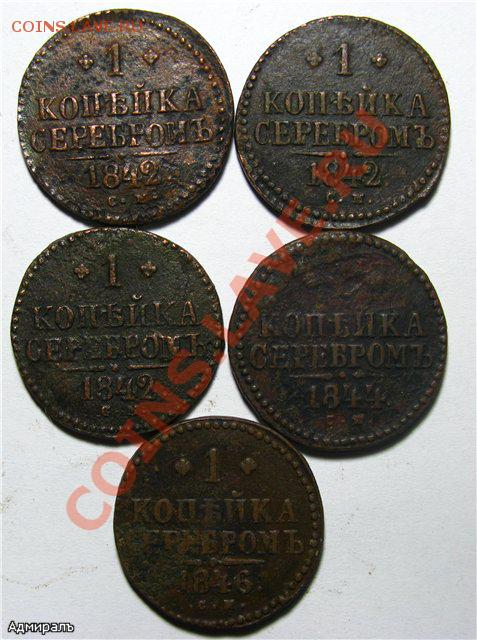 COINS.LAVE.RU
1
КОПѢЙКА
СЕРЕБРОМЪ
1842
С.М.
1
КОПѢЙКА
СЕРЕБРОМЪ
1842
С.М.
1
КОПѢЙКА
СЕРЕБРОМЪ
1842
С
КОПѢЙКА
СЕРЕБРОМЪ
1844
М
1
КОПѢЙКА
СЕРЕБРОМЪ
1846
С.М.
COINS.LAVE.RU
Адмиралъ